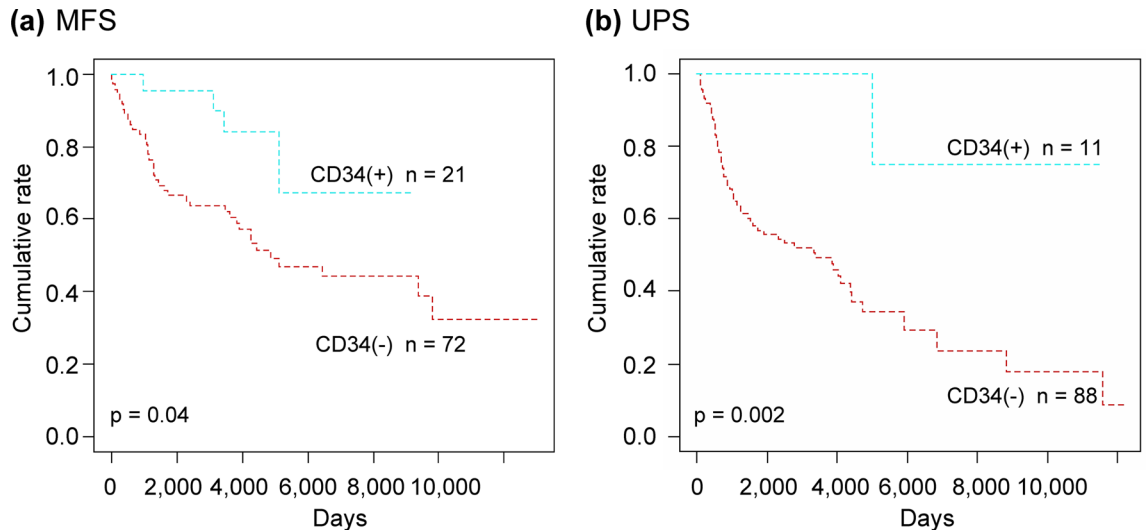 (a) MFS
Cumulative rate
1.0
0.8
0.6
0.4
0.2
0.0
CD34(+) n = 21
CD34(-) n = 72
p = 0.04
0 2,000 4,000 6,000 8,000 10,000
Days
(b) UPS
Cumulative rate
1.0
0.8
0.6
0.4
0.2
0.0
CD34(+) n = 11
CD34(-) n = 88
p = 0.002
0 2,000 4,000 6,000 8,000 10,000
Days